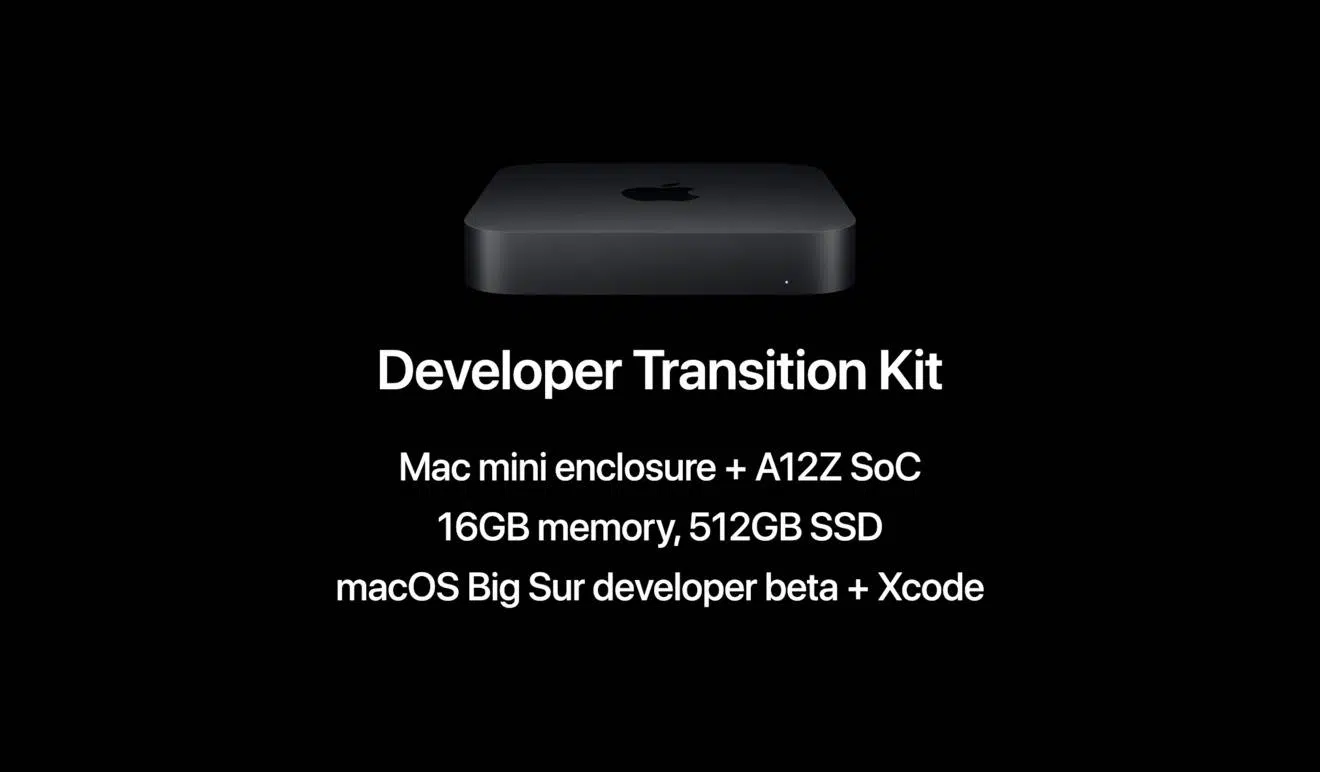 Developer Transition Kit
Mac mini enclosure + A12Z SoC
16GB memory, 512GB SSD
macOS Big Sur developer beta + Xcode